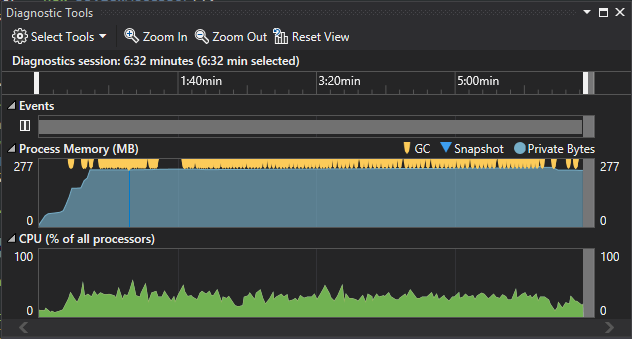 Diagnostic Tools
Select Tools Zoom In Zoom Out Reset View
Diagnostics session: 6:32 minutes (6:32 min selected)
1:40min 3:20min 5:00min
Events
Process Memory (MB) GC Snapshot Private Bytes
277 277
0 0
CPU (% of all processors)
100 100
0 0